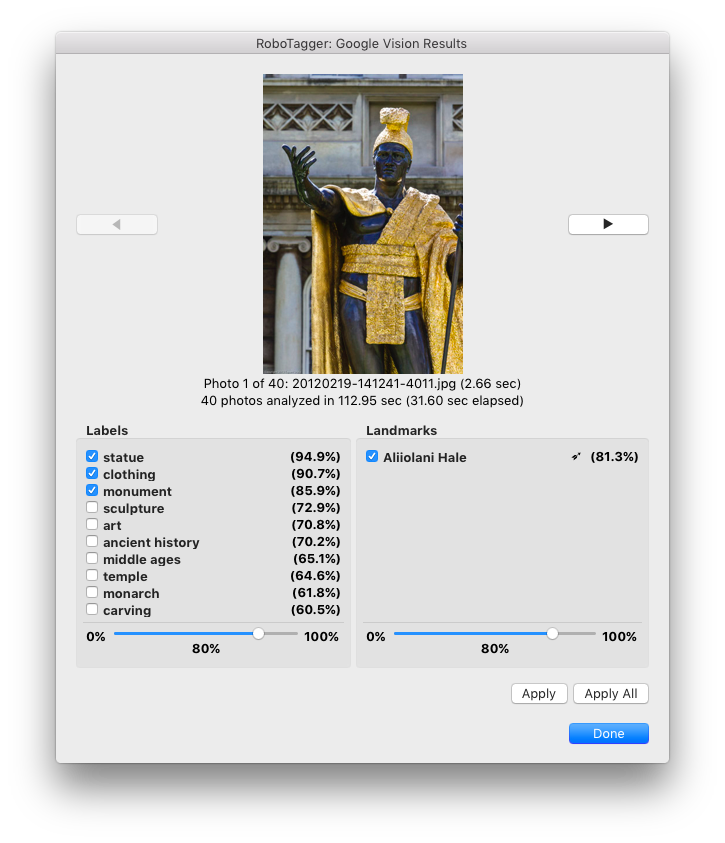 RoboTagger: Google Vision Results
Photo 1 of 40: 20120219-141241-4011.jpg (2.66 sec)
40 photos analyzed in 112.95 sec (31.60 sec elapsed)
Labels
statue (94.9%)
clothing (90.7%)
monument (85.9%)
sculpture (72.9%)
art (70.8%)
ancient history (70.2%)
middle ages (65.1%)
temple (64.6%)
monarch (61.8%)
carving (60.5%)
0% 100%
80%
Landmarks
Aliiolani Hale (81.3%)
0% 100%
80%
Apply Apply All
Done